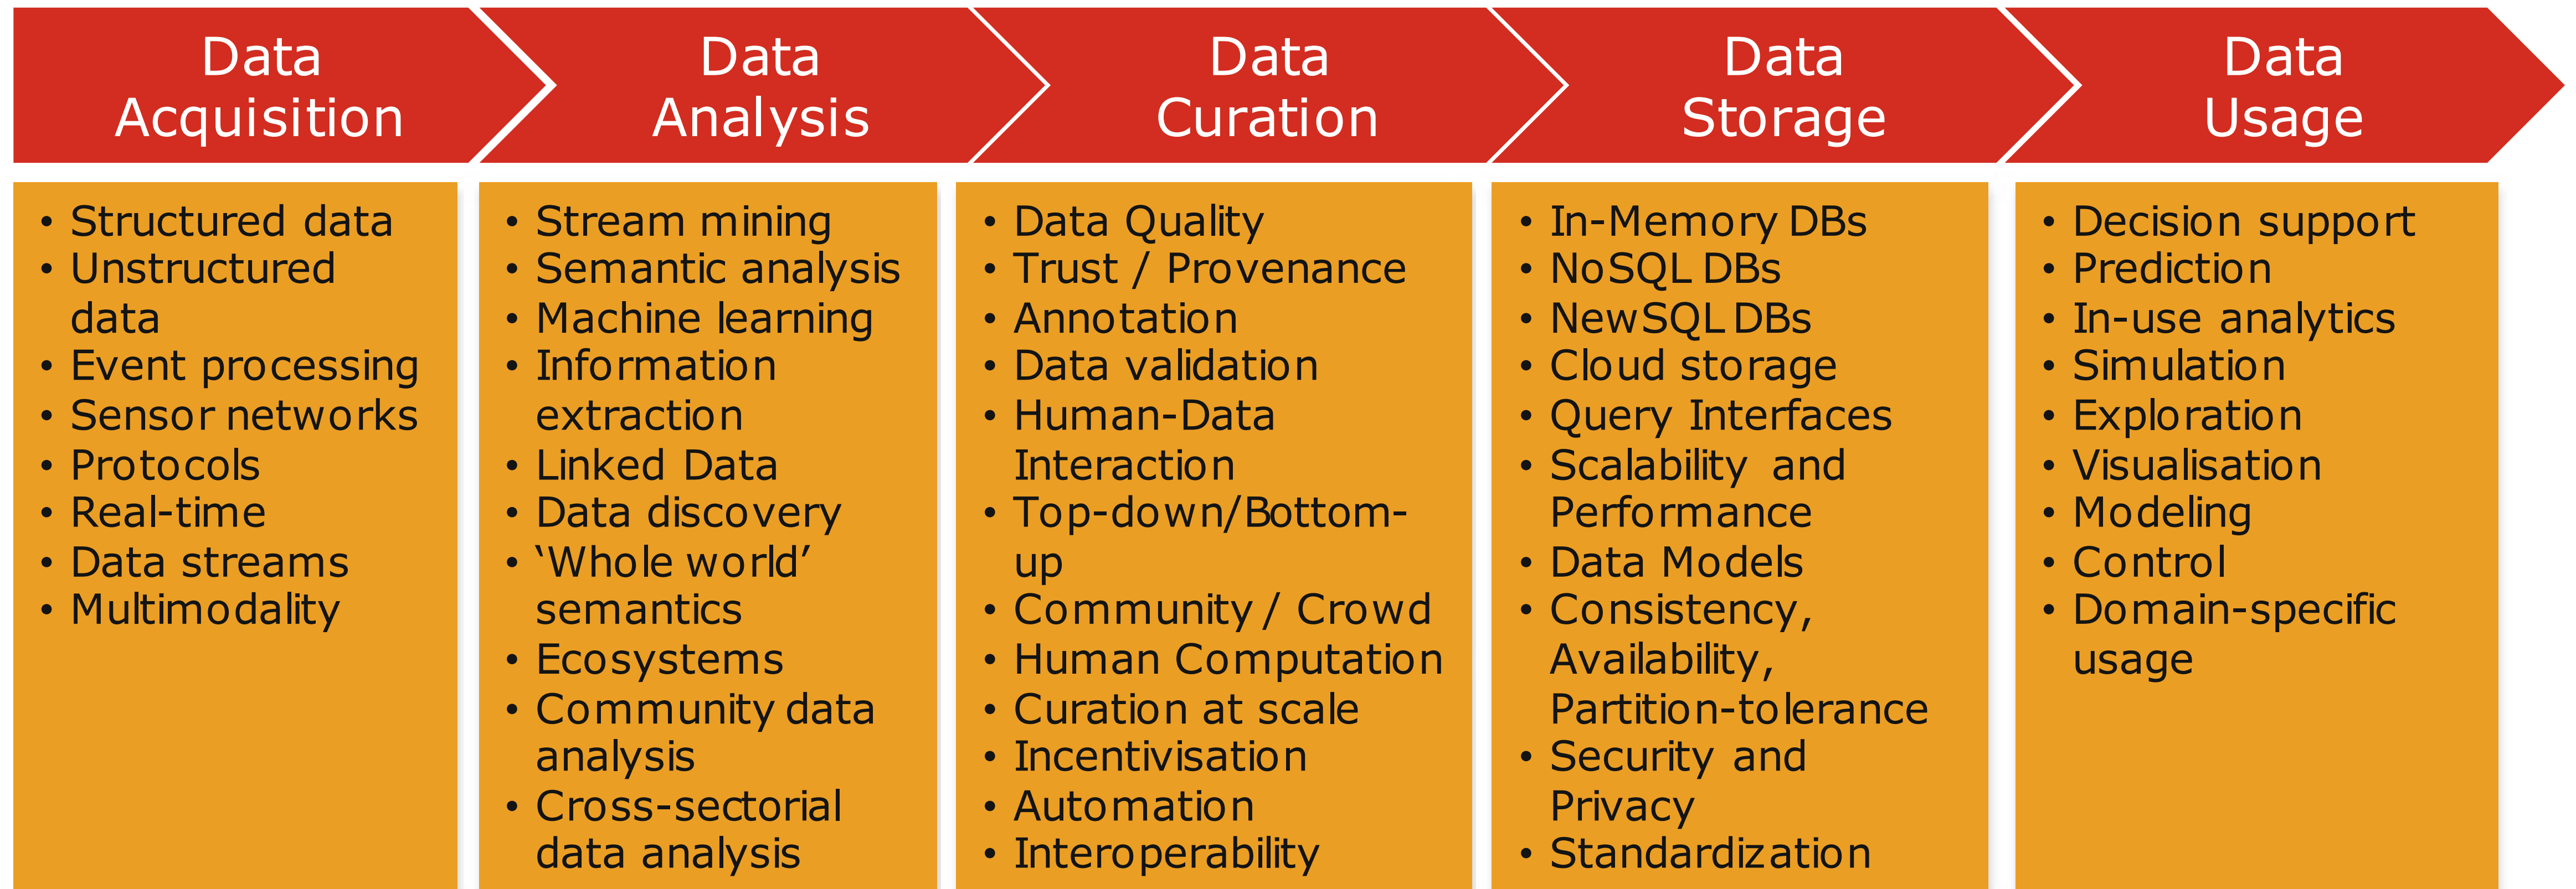 Data
Acquisition
Data
Analysis
Data
Curation
Data
Storage
Data
Usage
• Structured data
• Unstructured
data
• Event processing
• Sensor networks
• Protocols
• Real-time
• Data streams
• Multimodality
• Stream mining
• Semantic analysis
• Machine learning
• Information
extraction
• Linked Data
• Data discovery
• ‘Whole world’
semantics
• Ecosystems
• Community data
analysis
• Cross-sectorial
data analysis
• Data Quality
• Trust / Provenance
• Annotation
• Data validation
• Human-Data
Interaction
• Top-down/Bottom-
up
• Community / Crowd
• Human Computation
• Curation at scale
• Incentivisation
• Automation
• Interoperability
• In-Memory DBs
• NoSQL DBs
• NewSQL DBs
• Cloud storage
• Query Interfaces
• Scalability and
Performance
• Data Models
• Consistency,
Availability,
Partition-tolerance
• Security and
Privacy
• Standardization
• Decision support
• Prediction
• In-use analytics
• Simulation
• Exploration
• Visualisation
• Modeling
• Control
• Domain-specific
usage